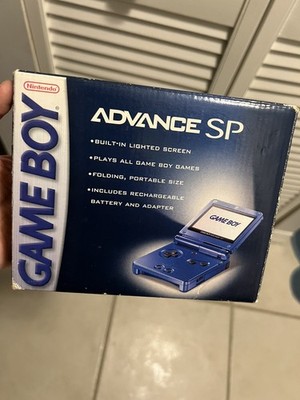 Nintendo
GAME BOY
ADVANCE SP
•BUILT-IN LIGHTED SCREEN
•PLAYS ALL GAME BOY GAMES
•FOLDING, PORTABLE SIZE
•INCLUDES RECHARGEABLE
BATTERY AND ADAPTER
GAME BOY